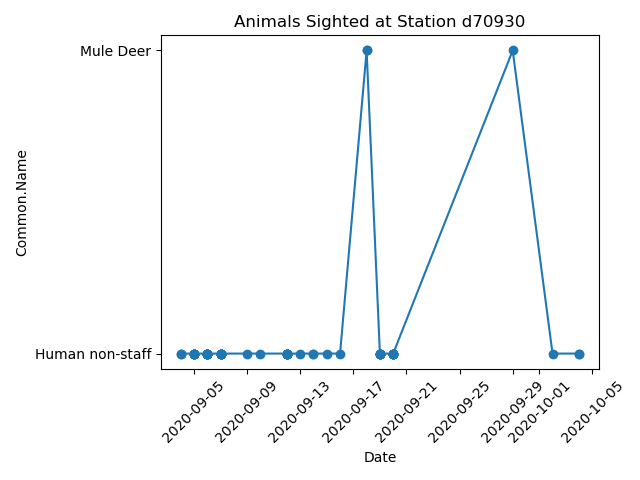 Animals Sighted at Station d70930
Mule Deer
Human non-staff
Common.Name
2020-09-05
2020-09-09
2020-09-13
2020-09-17
2020-09-21
2020-09-25
2020-09-29
2020-10-01
2020-10-05
Date